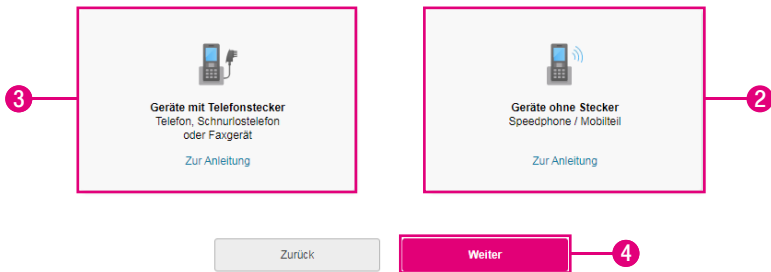 3
Geräte mit Telefonstecker
Telefon, Schnurlostelefon
oder Faxgerät
Zur Anleitung
Geräte ohne Stecker
Speedphone / Mobilteil
Zur Anleitung
2
Zurück
Weiter
4